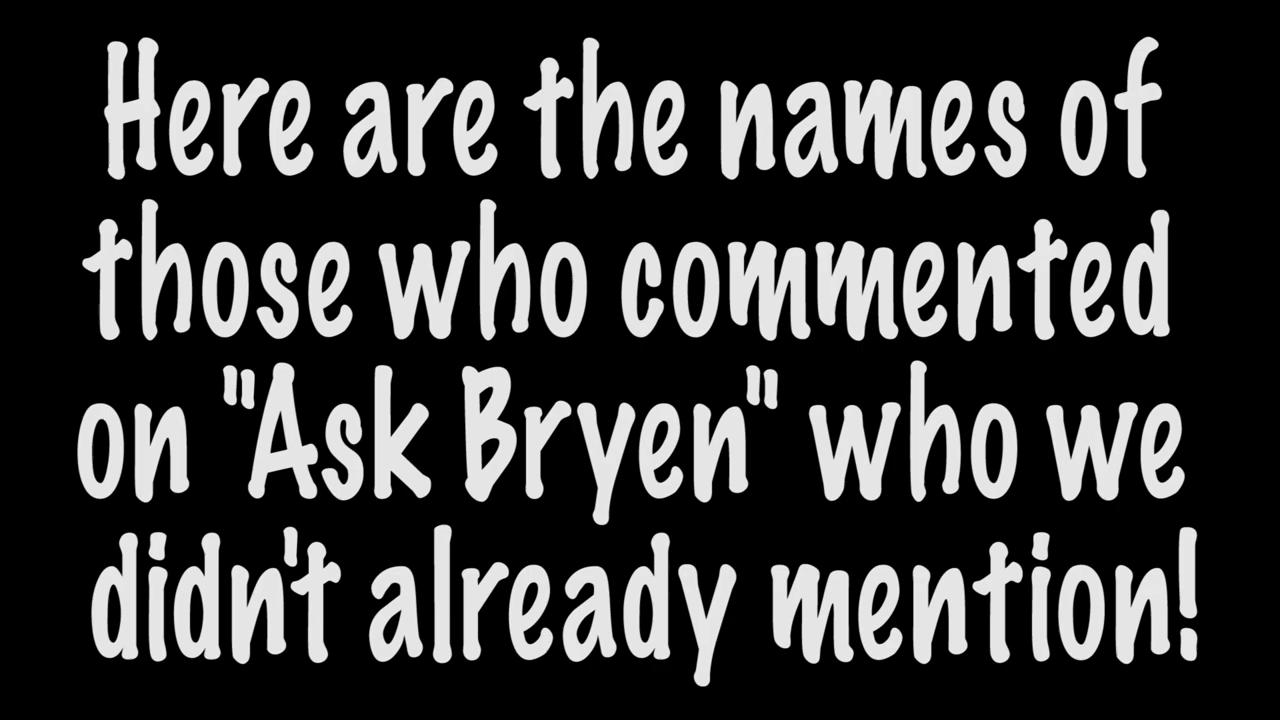 Here are the names of
those who commented
on "Ask Bryen" who we
didn't already mention!